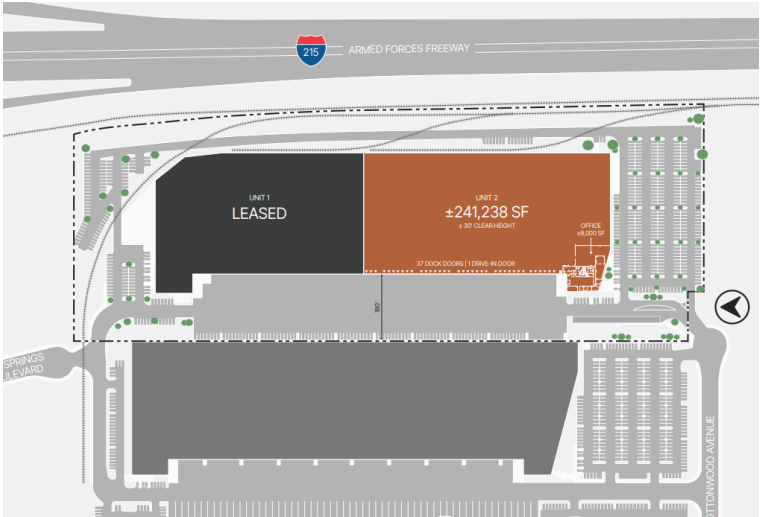 215
ARMED FORCES FREEWAY
UNIT 1
LEASED
UNIT 2
±241,238 SF
± 30' CLEAR HEIGHT
OFFICE
±8,000 SF
37 DOCK DOORS | 1 DRIVE-IN DOOR
180'
SPRINGS
ULEVARD
OTTONWOOD AVENUE